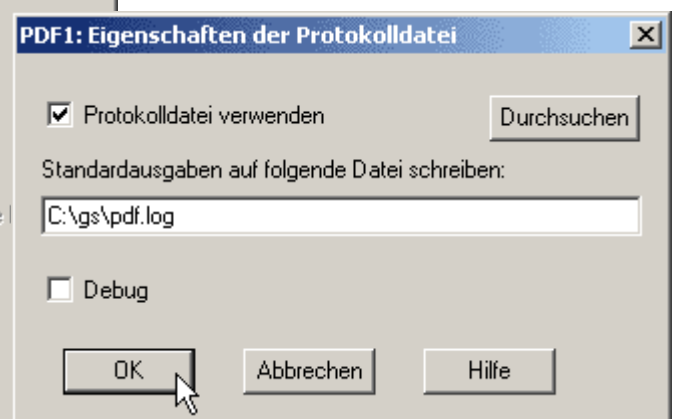 PDF1: Eigenschaften der Protokolldatei
Protokolldatei verwenden
Durchsuchen
Standardausgaben auf folgende Datei schreiben:
C:\gs\pdf.log
Debug
OK Abbrechen Hilfe